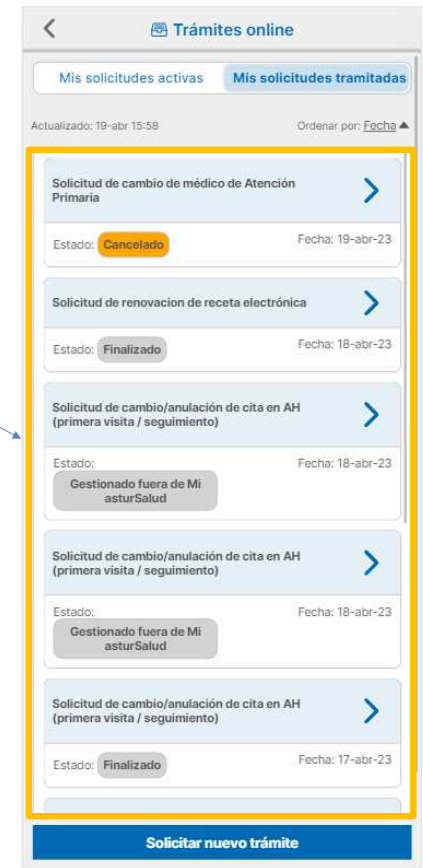 Trámites online
Mis solicitudes activas Mis solicitudes tramitadas
Actualizado: 19-abr 15:58 Ordenar por: Fecha ▲
Solicitud de cambio de médico de Atención
Primaria
Estado: Cancelado Fecha: 19-abr-23
Solicitud de renovacion de receta electrónica
Estado: Finalizado Fecha: 18-abr-23
Solicitud de cambio/anulación de cita en AH
(primera visita / seguimiento)
Estado: Fecha: 18-abr-23
Gestionado fuera de Mi
asturSalud
Solicitud de cambio/anulación de cita en AH
(primera visita / seguimiento)
Estado: Fecha: 18-abr-23
Gestionado fuera de Mi
asturSalud
Solicitud de cambio/anulación de cita en AH
(primera visita / seguimiento)
Estado: Finalizado Fecha: 17-abr-23
Solicitar nuevo trámite